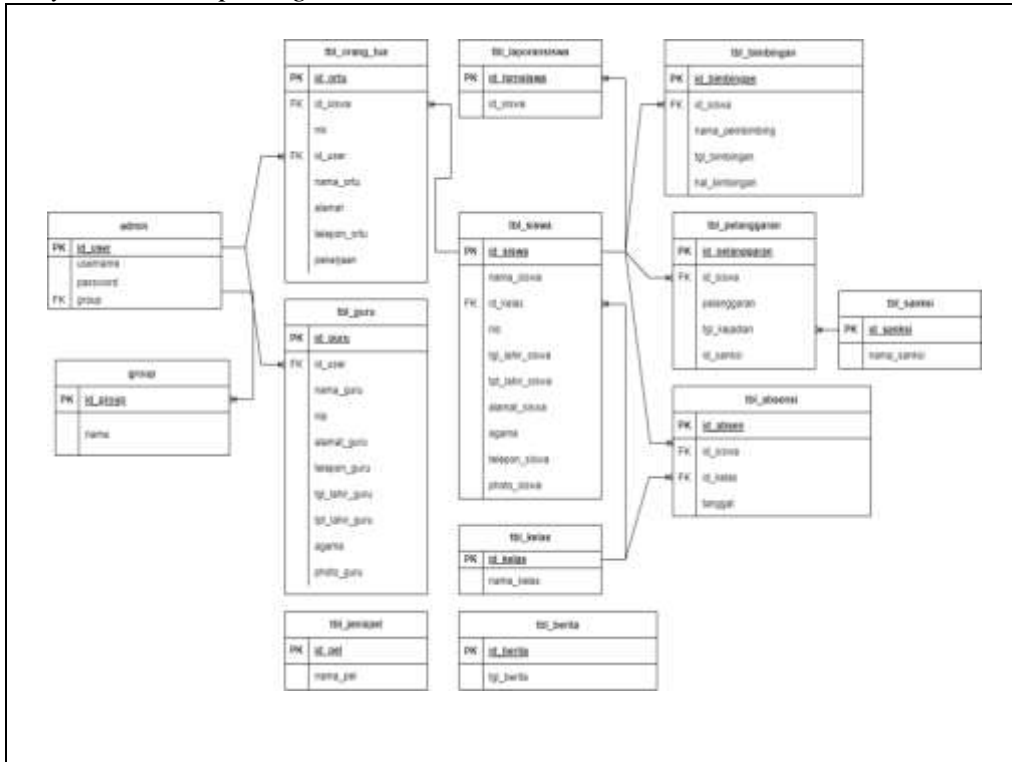 tbl_orang_tua
PK id_ortu
FK id_siswa
nis
FK id_user
nama_ortu
alamat
telepon_ortu
pekerjaan
tbl_laporansiswa
PK
id_siswa
tbl_bimbingan
PK id_bimbingan
FK id_siswa
nama_pembimbing
tgl_bimbingan
hal_bimbingan
admin
PK id_user
username
password
FK group
tbl_siswa
PK id_siswa
nama_siswa
FK id_kelas
nis
tgl_lahir_siswa
tpt_lahir_siswa
alamat_siswa
agama
telepon_siswa
photo_siswa
tbl_pelanggaran
PK id_pelanggaran
FK id_siswa
pelanggaran
tgl_kejadian
id_sanksi
tbl_sanksi
PK id_sanksi
nama_sanksi
tbl_guru
PK id_guru
FK id_user
nama_guru
alamat_guru
telepon_guru
tgl_lahir_guru
tpt_lahir_guru
agama
photo_guru
group
PK id_group
name
tbl_absensi
PK id_absen
FK id_siswa
FK id_kelas
tanggal
tbl_kelas
PK id_kelas
nama_kelas
tbl_jenispel
PK id_pel
nama_pel
tbl_berita
PK id_berita
tgl_berita